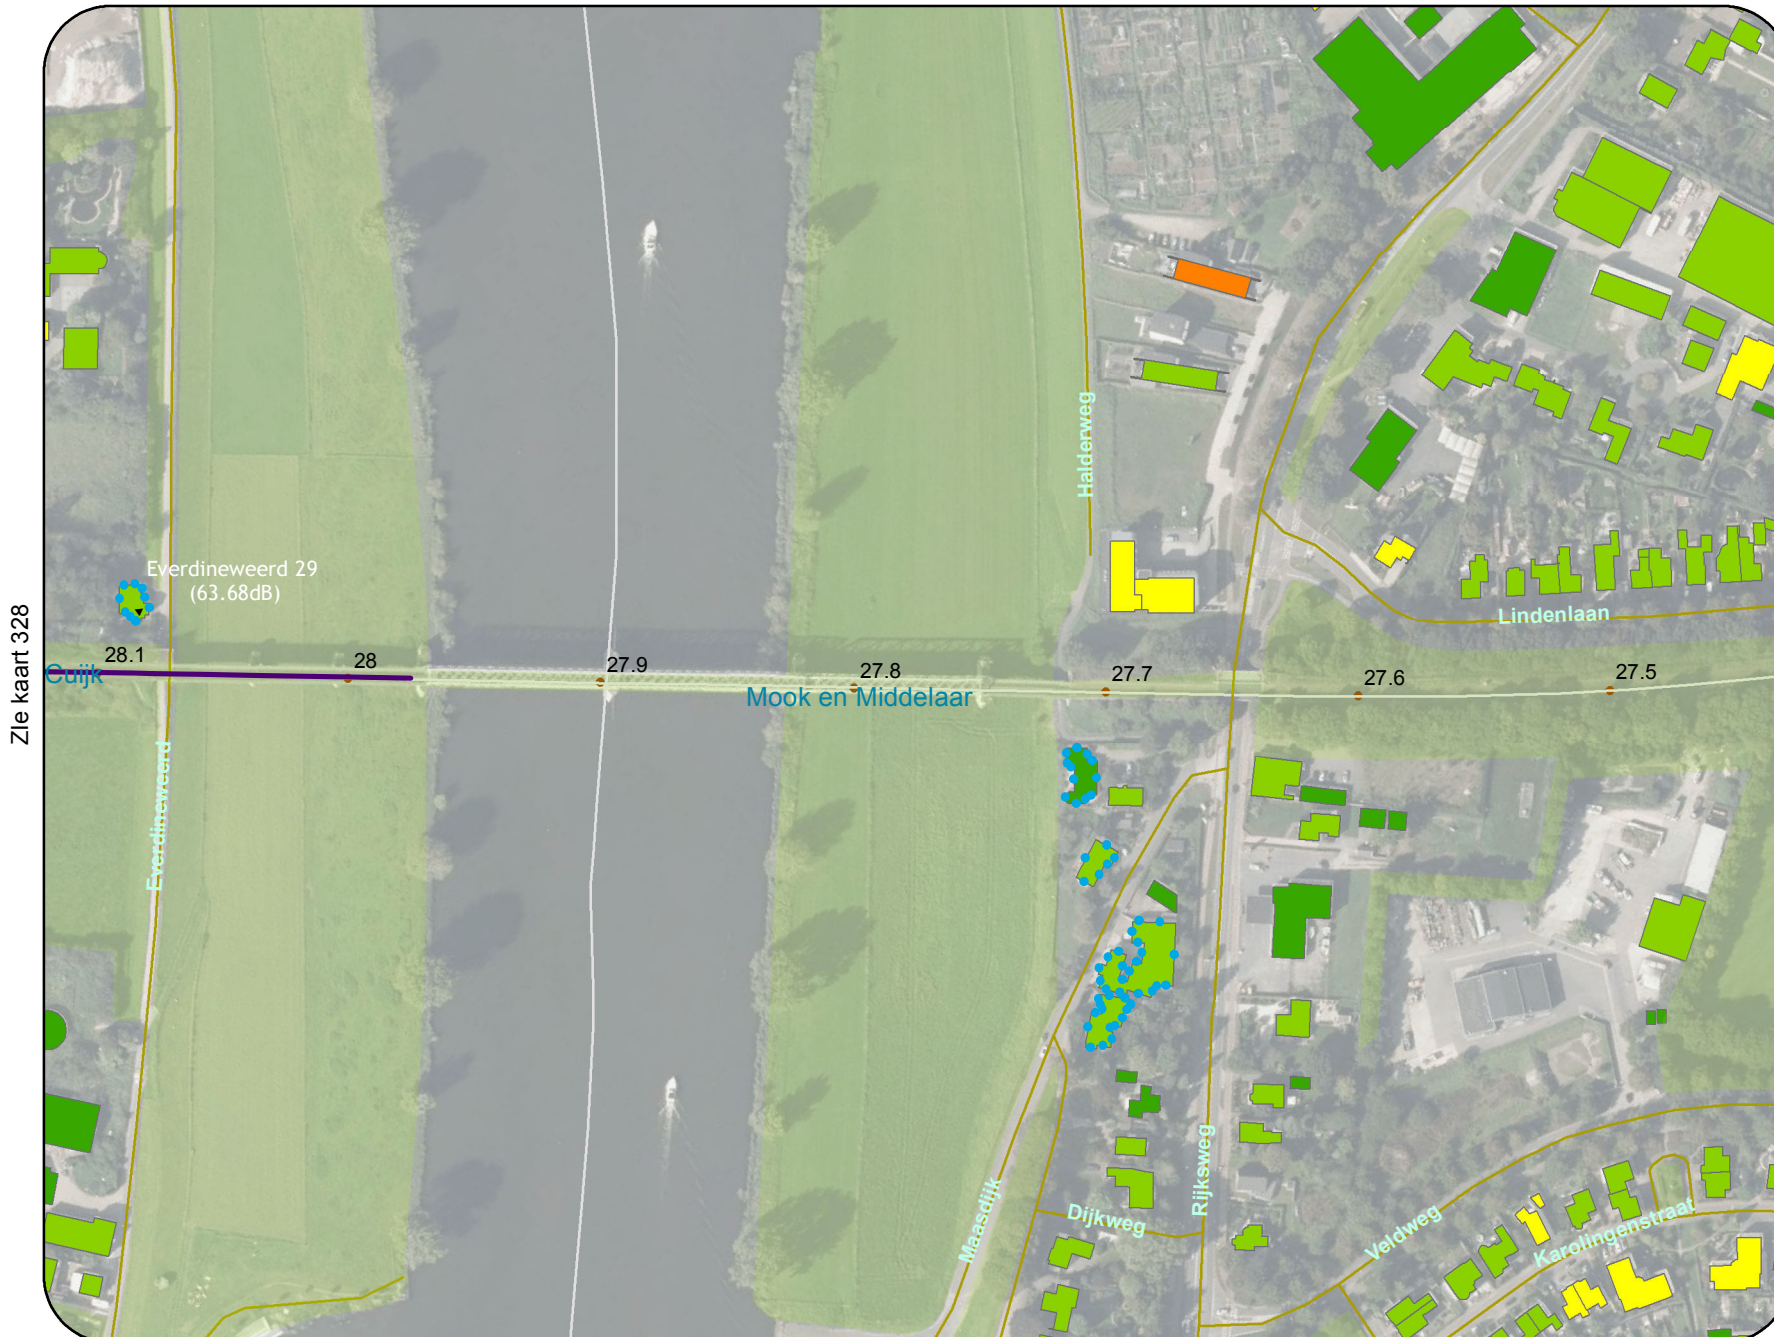 Halderweg
Everdineweerd 29
(63.68dB)
Lindenlaan
ZIe kaart 328
28.1
28
27.9
27.8
27.7
27.6
27.5
Cuijk
Mook en Middelaar
Everdineweerd
Maasdijk
Dijkweg
Rijksweg
Veldweg
Karolingenstraat